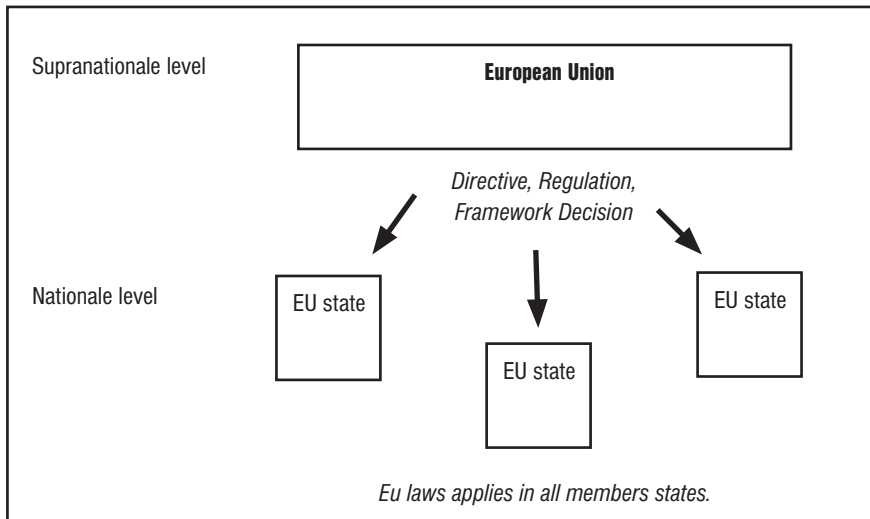 Supranationale level
European Union
Directive, Regulation,
Framework Decision
Nationale level
EU state
EU state
EU state
Eu laws applies in all members states.